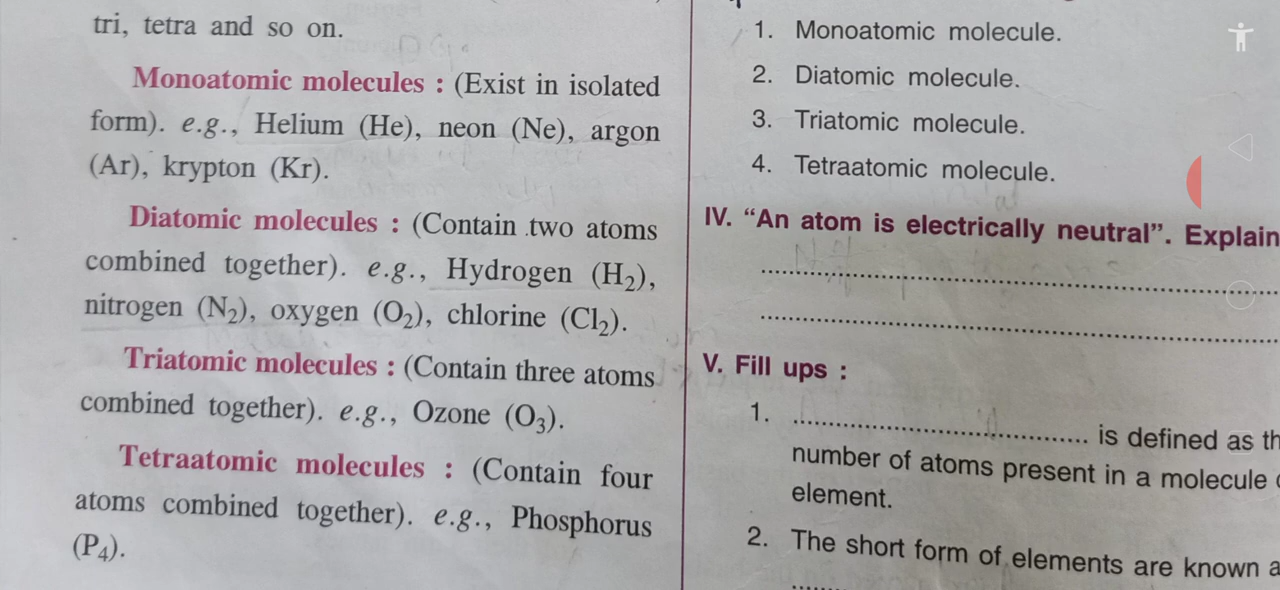 tri, tetra and so on.
Monoatomic molecules : (Exist in isolated
form). e.g., Helium (He), neon (Ne), argon
(Ar), krypton (Kr).
Diatomic molecules : (Contain two atoms
combined together). e.g., Hydrogen (H₂),
nitrogen (N₂), oxygen (O₂), chlorine (Cl₂).
Triatomic molecules : (Contain three atoms
combined together). e.g., Ozone (O₃).
Tetraatomic molecules : (Contain four
atoms combined together). e.g., Phosphorus
(P₄).
1. Monoatomic molecule.
2. Diatomic molecule.
3. Triatomic molecule.
4. Tetraatomic molecule.
IV. “An atom is electrically neutral”. Explain
V. Fill ups :
1. ........................................ is defined as th
number of atoms present in a molecule
element.
2. The short form of elements are known a